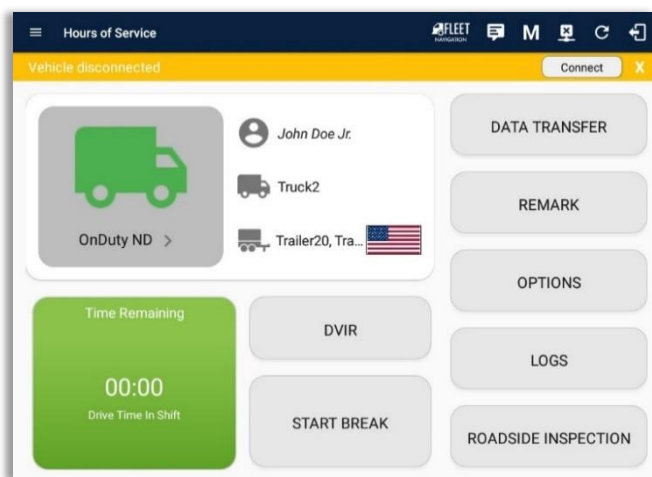 Hours of Service
FLEET
NAVIGATION
M
Vehicle disconnected
Connect
X
OnDuty ND >
John Doe Jr.
Truck2
Trailer20, Tra...
DATA TRANSFER
REMARK
OPTIONS
LOGS
ROADSIDE INSPECTION
Time Remaining
00:00
Drive Time In Shift
DVIR
START BREAK